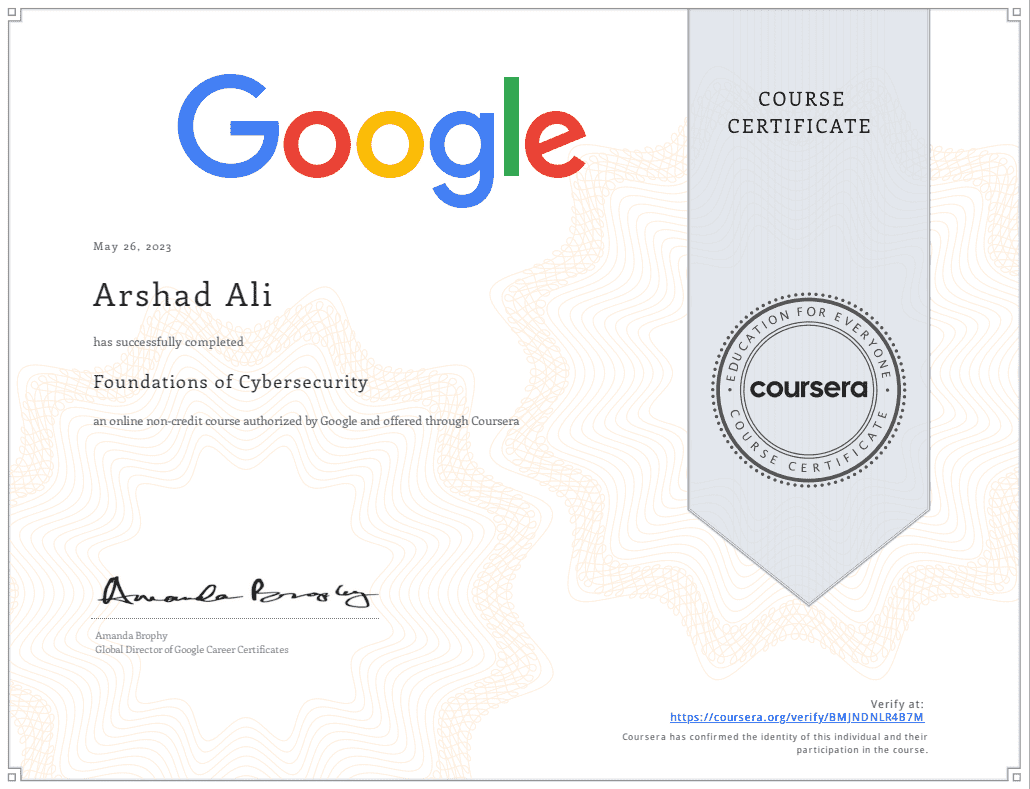 Google
COURSE
CERTIFICATE
May 26, 2023
Arshad Ali
has successfully completed
Foundations of Cybersecurity
an online non-credit course authorized by Google and offered through Coursera
EDUCATION FOR EVERYONE
coursera
COURSE CERTIFICATE
Amanda Brophy
Amanda Brophy
Global Director of Google Career Certificates
Verify at:
https://coursera.org/verify/BMJNDNLR4B7M
Coursera has confirmed the identity of this individual and their
participation in the course.